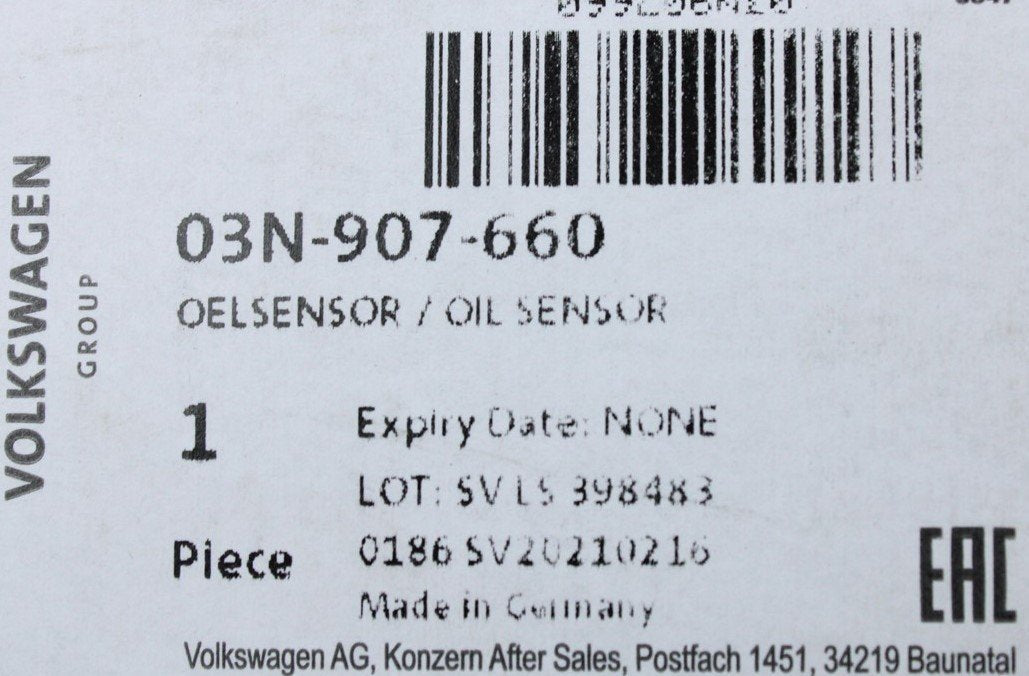 VOLKSWAGEN
GROUP
03N-907-660
OELSENSOR / OIL SENSOR
1
Expiry Date: NONE
LOT: SV LS 398483
Piece
0186 SV20210216
Made in Germany
EAC
Volkswagen AG, Konzern After Sales, Postfach 1451, 34219 Baunatal